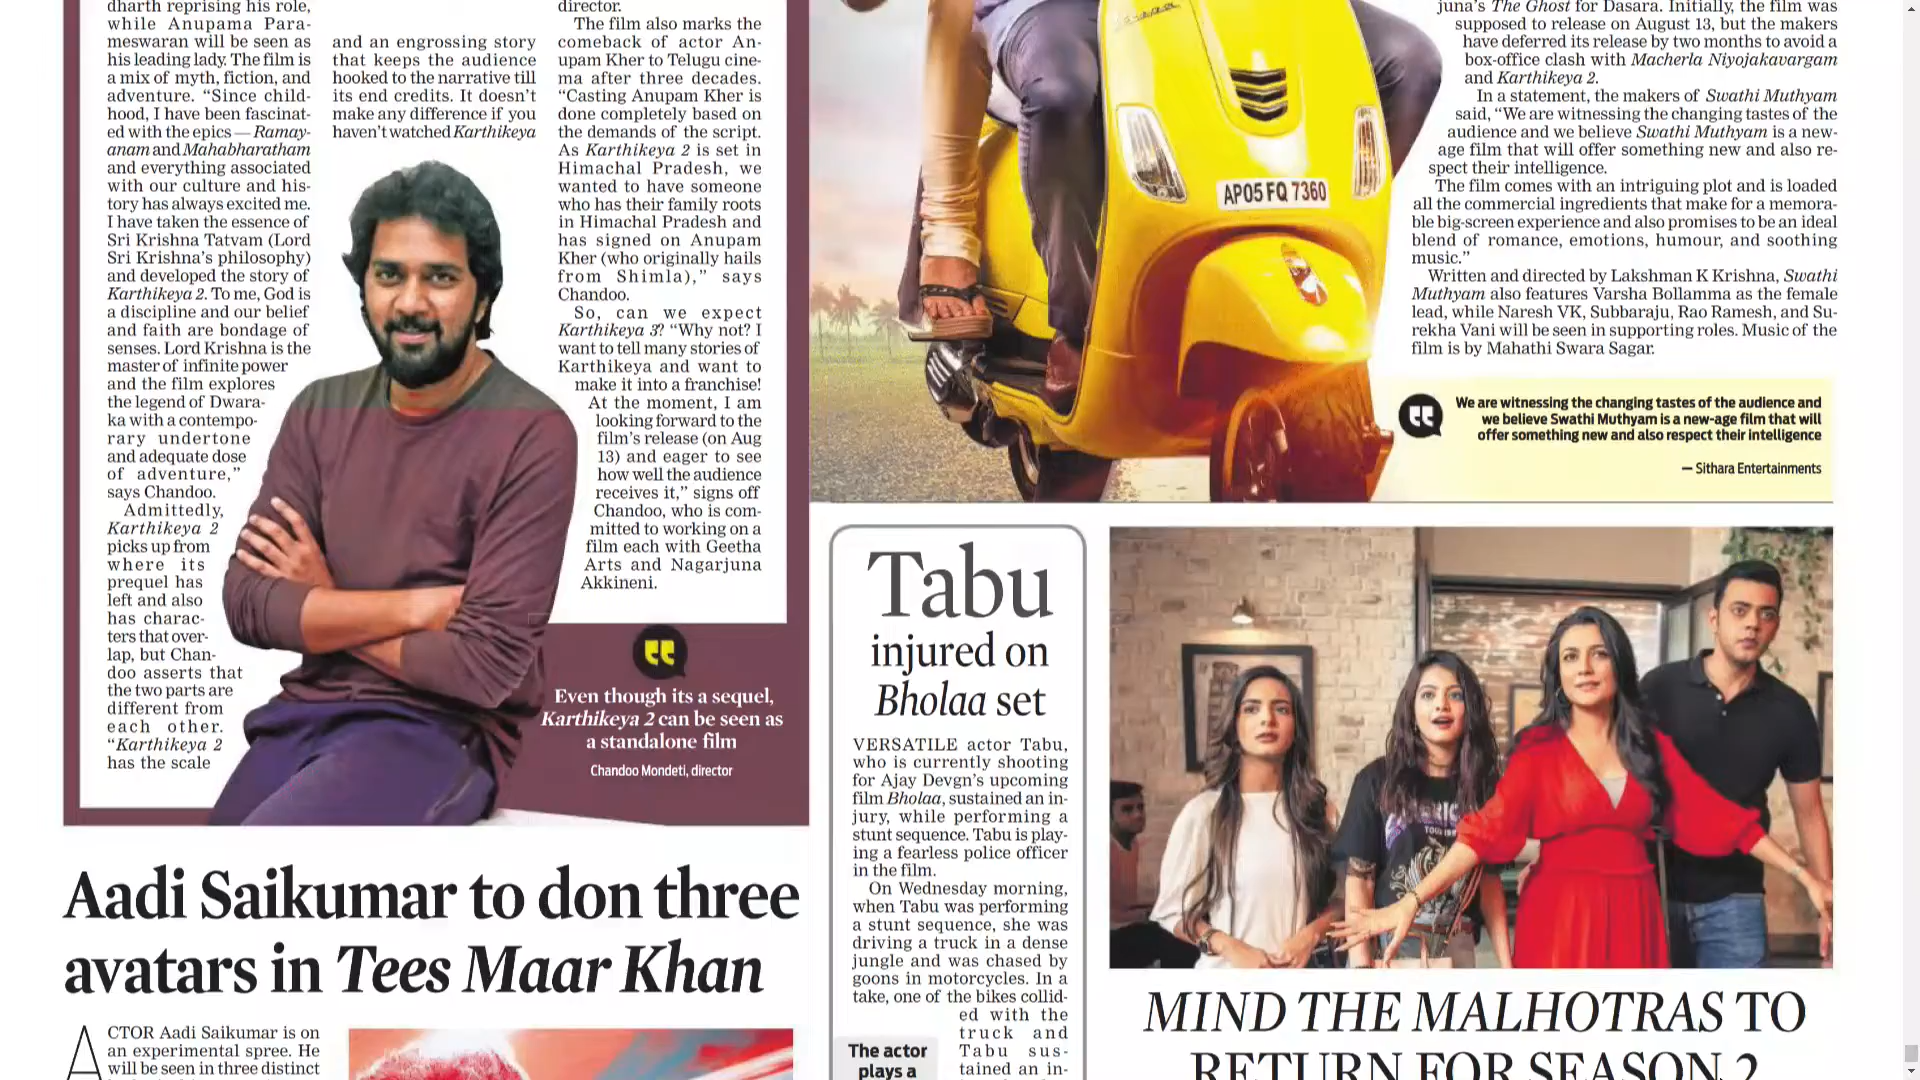 dharth reprising his role,
while Anupama Para-
meswaran will be seen as
his leading lady. The film is
a mix of myth, fiction, and
adventure. “Since child-
hood, I have been fascinat-
ed with the epics — Ramay-
anam and Mahabharatham
and everything associated
with our culture and his-
tory has always excited me.
I have taken the essence of
Sri Krishna Tatvam (Lord
Sri Krishna's philosophy)
and developed the story of
Karthikeya 2. To me, God is
a discipline and our belief
and faith are bondage of
senses. Lord Krishna is the
master of infinite power
and the film explores
the legend of Dwara-
ka with a contempo-
rary undertone
and adequate dose
of adventure,”
says Chandoo.
Admittedly,
Karthikeya 2
picks up from
where its
prequel has
left and also
has charac-
ters that over-
lap, but Chan-
doo asserts that
the two parts are
different from
each other.
“Karthikeya 2
has the scale
and an engrossing story
that keeps the audience
hooked to the narrative till
its end credits. It doesn't
make any difference if you
haven't watched Karthikeya
director.
The film also marks the
comeback of actor An-
upam Kher to Telugu cine-
ma after three decades.
“Casting Anupam Kher is
done completely based on
the demands of the script.
As Karthikeya 2 is set in
Himachal Pradesh, we
wanted to have someone
who has their family roots
in Himachal Pradesh and
has signed on Anupam
Kher (who originally hails
from Shimla),” says
Chandoo.
So, can we expect
Karthikeya 3? “Why not? I
want to tell many stories of
Karthikeya and want to
make it into a franchise!
At the moment, I am
looking forward to the
film's release (on Aug
13) and eager to see
how well the audience
receives it,” signs off
Chandoo, who is com-
mitted to working on a
film each with Geetha
Arts and Nagarjuna
Akkineni.
Even though its a sequel,
Karthikeya 2 can be seen as
a standalone film
Chandoo Mondeti, director
AP05 FQ 7360
juna's The Ghost for Dasara. Initially, the film was
supposed to release on August 13, but the makers
have deferred its release by two months to avoid a
box-office clash with Macherla Niyojakavargam
and Karthikeya 2.
In a statement, the makers of Swathi Muthyam
said, “We are witnessing the changing tastes of the
audience and we believe Swathi Muthyam is a new-
age film that will offer something new and also re-
spect their intelligence.
The film comes with an intriguing plot and is loaded
all the commercial ingredients that make for a memora-
ble big-screen experience and also promises to be an ideal
blend of romance, emotions, humour, and soothing
music.”
Written and directed by Lakshman K Krishna, Swathi
Muthyam also features Varsha Bollamma as the female
lead, while Naresh VK, Subbaraju, Rao Ramesh, and Su-
rekha Vani will be seen in supporting roles. Music of the
film is by Mahathi Swara Sagar.
We are witnessing the changing tastes of the audience and
we believe Swathi Muthyam is a new-age film that will
offer something new and also respect their intelligence
— Sithara Entertainments
Aadi Saikumar to don three
avatars in Tees Maar Khan
ACTOR Aadi Saikumar is on
an experimental spree. He
will be seen in three distinct
Tabu
injured on
Bholaa set
VERSATILE actor Tabu,
who is currently shooting
for Ajay Devgn's upcoming
film Bholaa, sustained an in-
jury, while performing a
stunt sequence. Tabu is play-
ing a fearless police officer
in the film.
On Wednesday morning,
when Tabu was performing
a stunt sequence, she was
driving a truck in a dense
jungle and was chased by
goons in motorcycles. In a
take, one of the bikes collid-
ed with the
truck and
Tabu sus-
tained an in-
The actor
plays a
MIND THE MALHOTRAS TO
RETURN FOR SEASON 2